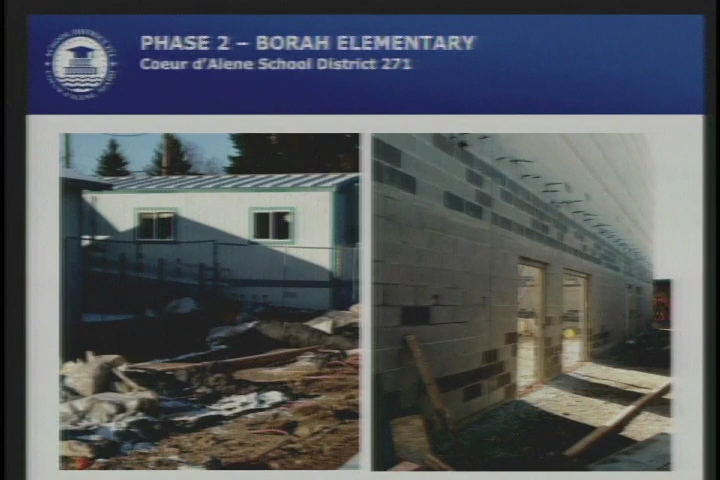 PHASE 2 – BORAH ELEMENTARY
Coeur d'Alene School District 271